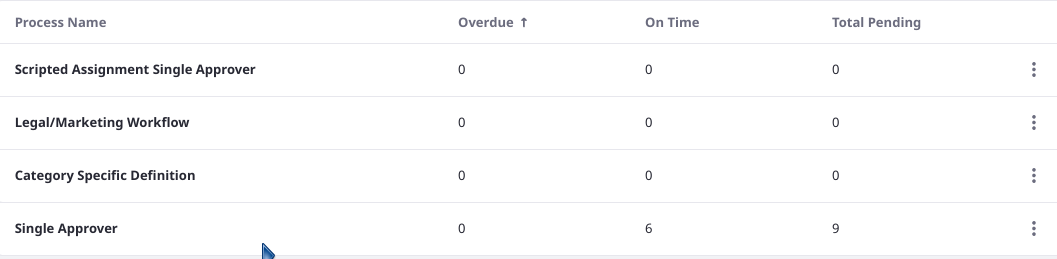 Process Name Overdue ↑ On Time Total Pending
Scripted Assignment Single Approver 0 0 0
Legal/Marketing Workflow 0 0 0
Category Specific Definition 0 0 0
Single Approver 0 6 9